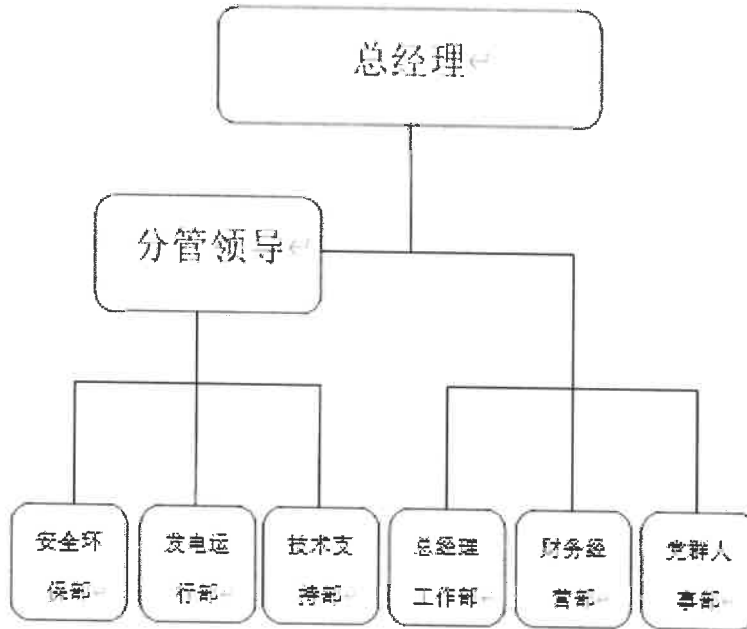 总经理
分管领导
安全环
保部
发电运
行部
技术支
持部
总经理
工作部
财务经
营部
党群人
事部